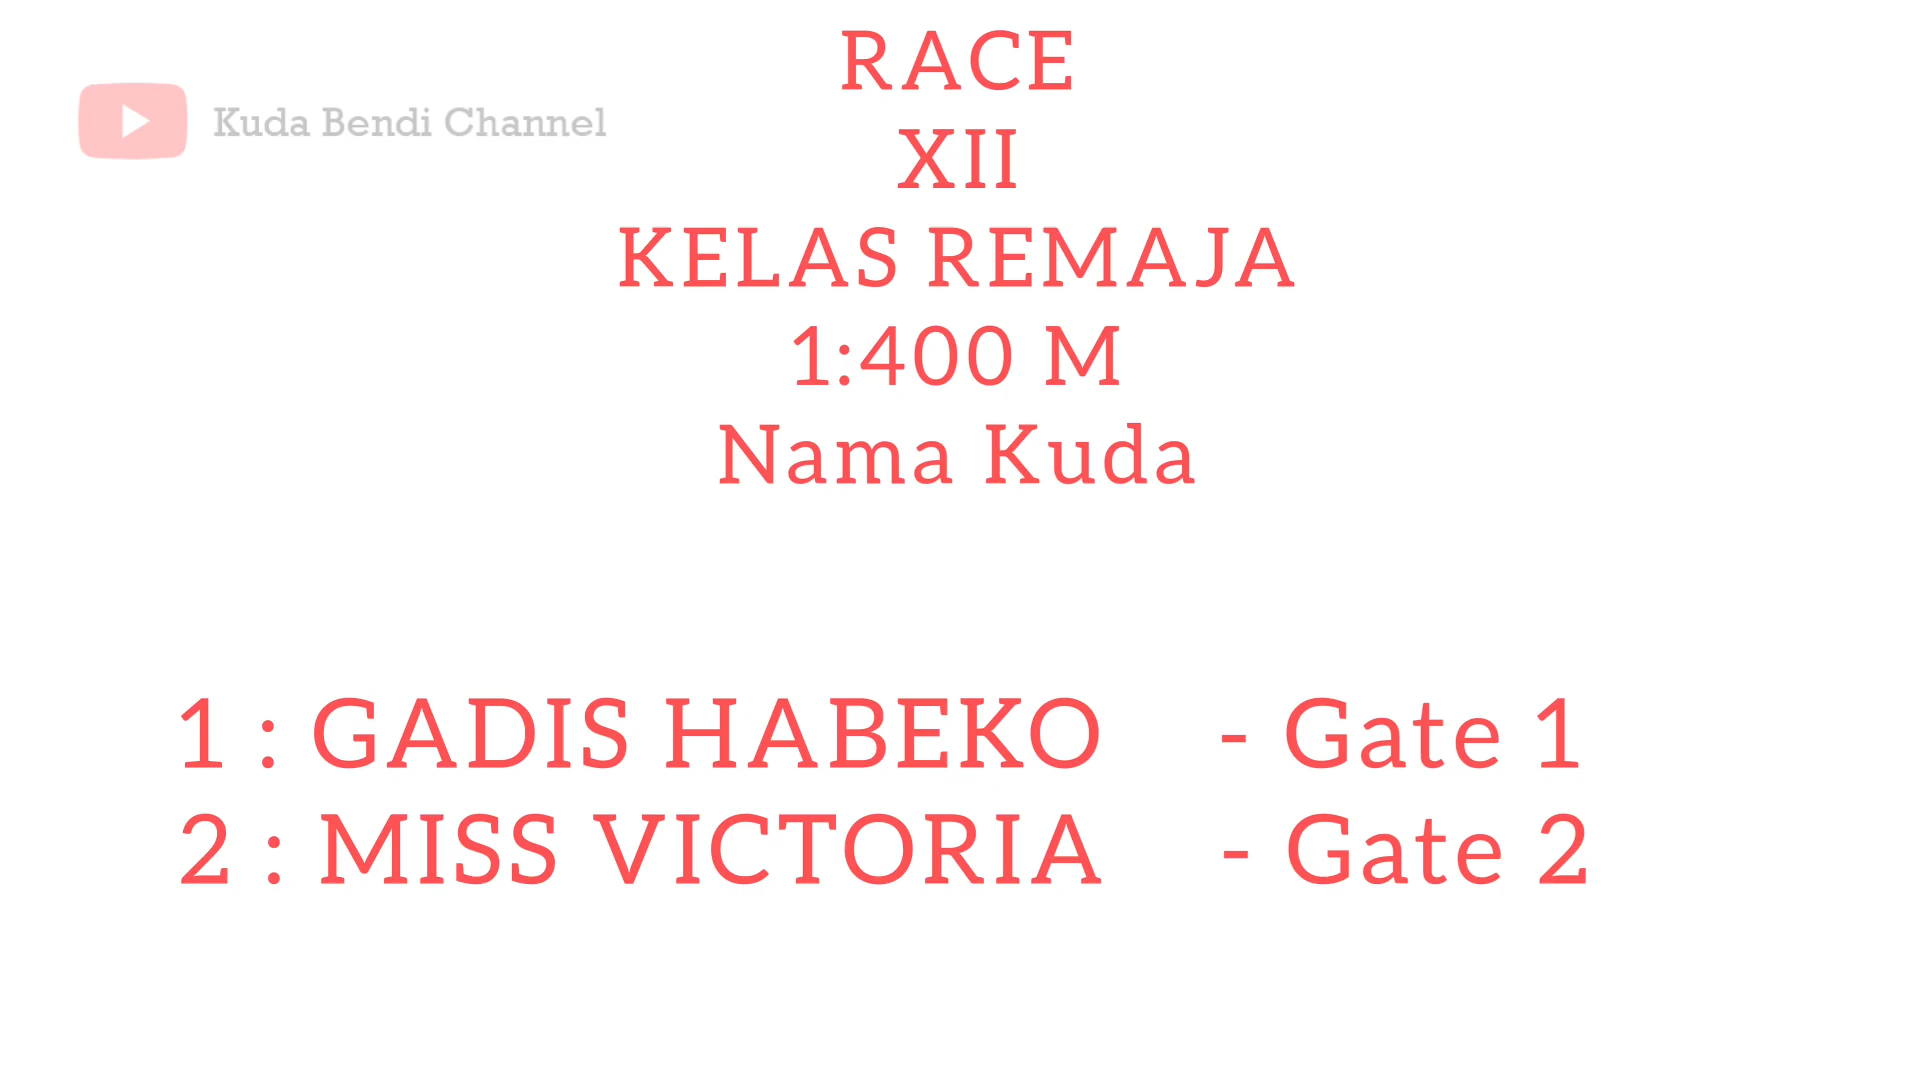 RACE
XII
Kuda Bendi Channel
KELAS REMAJA
1:400 M
Nama Kuda
1 : GADIS HABEKO - Gate 1
2 : MISS VICTORIA - Gate 2